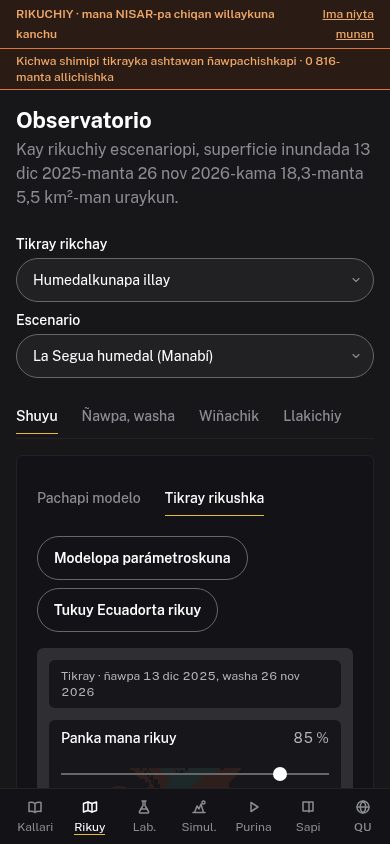 RIKUCHIY · mana NISAR-pa chiqan willaykuna
kanchu
Ima niyta
munan
Kichwa shimipi tikrayka ashtawan ñawpachishkapi · 0 816-
manta allichishka
Observatorio
Kay rikuchiy escenariopi, superficie inundada 13
dic 2025-manta 26 nov 2026-kama 18,3-manta
5,5 km²-man uraykun.
Tikray rikchay
Humedalkunapa illay
Escenario
La Segua humedal (Manabí)
Shuyu Ñawpa, washa Wiñachik Llakichiy
Pachapi modelo Tikray rikushka
Modelopa parámetroskuna
Tukuy Ecuadorta rikuy
Tikray · ñawpa 13 dic 2025, washa 26 nov
2026
Panka mana rikuy 85 %
Kallari Rikuy Lab. Simul. Purina Sapi QU